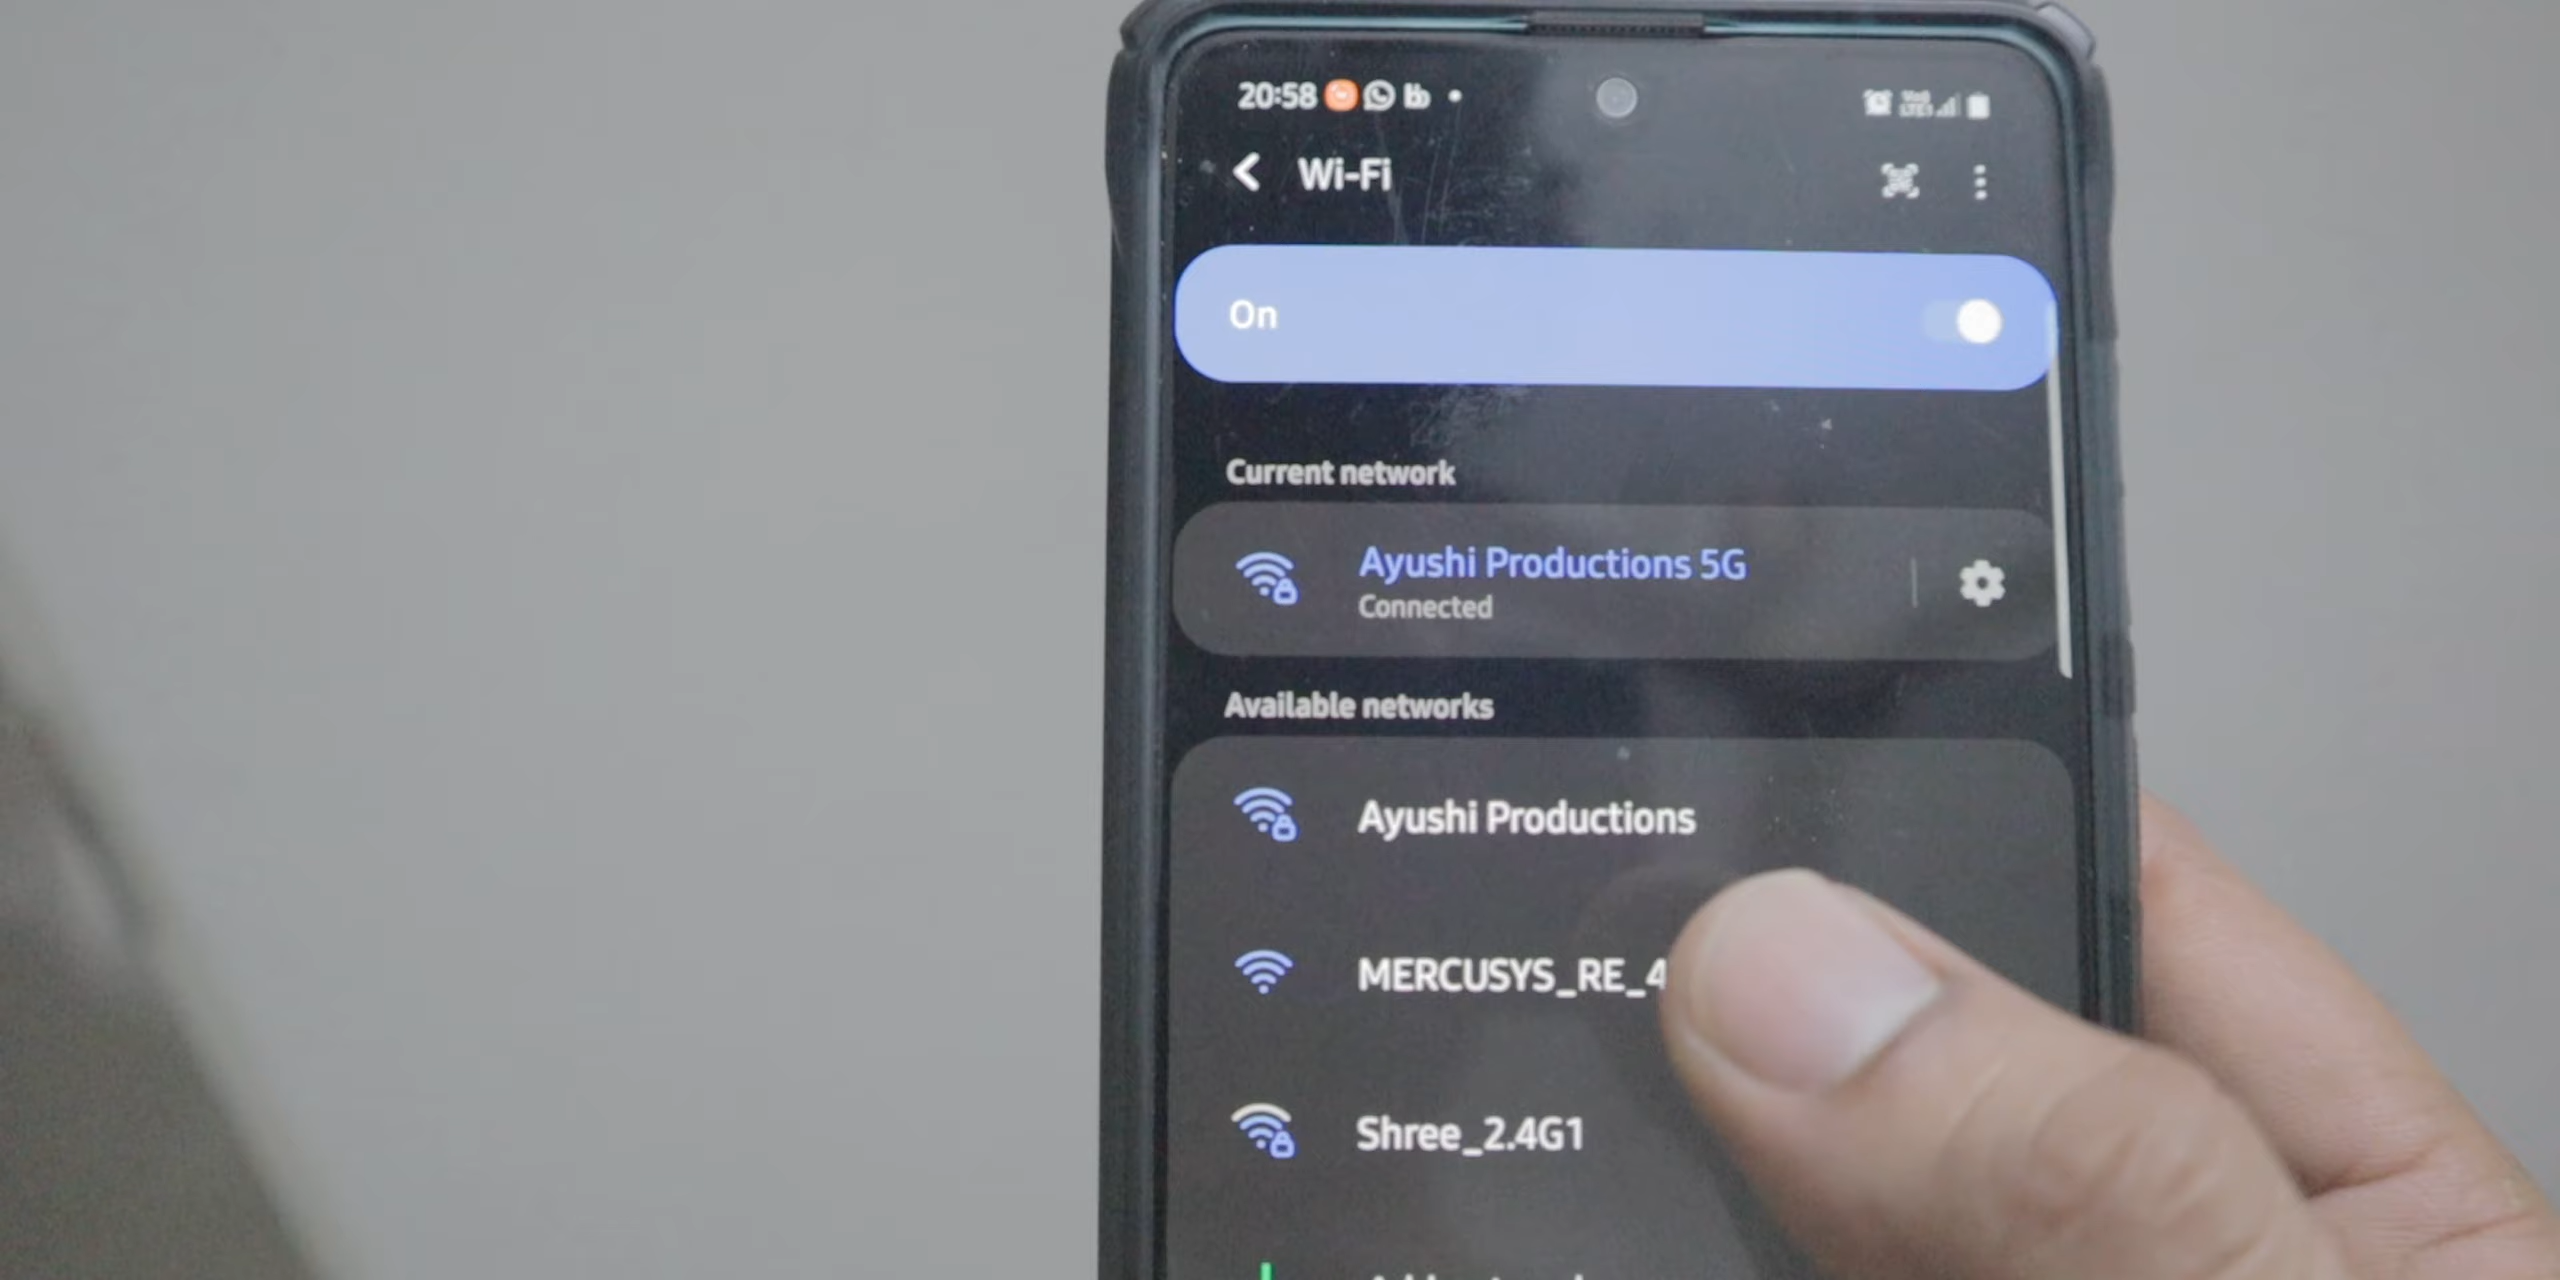 20:58
Wi-Fi
On
Current network
Ayushi Productions 5G
Connected
Available networks
Ayushi Productions
MERCUSYS_RE_4
Shree_2.4G1